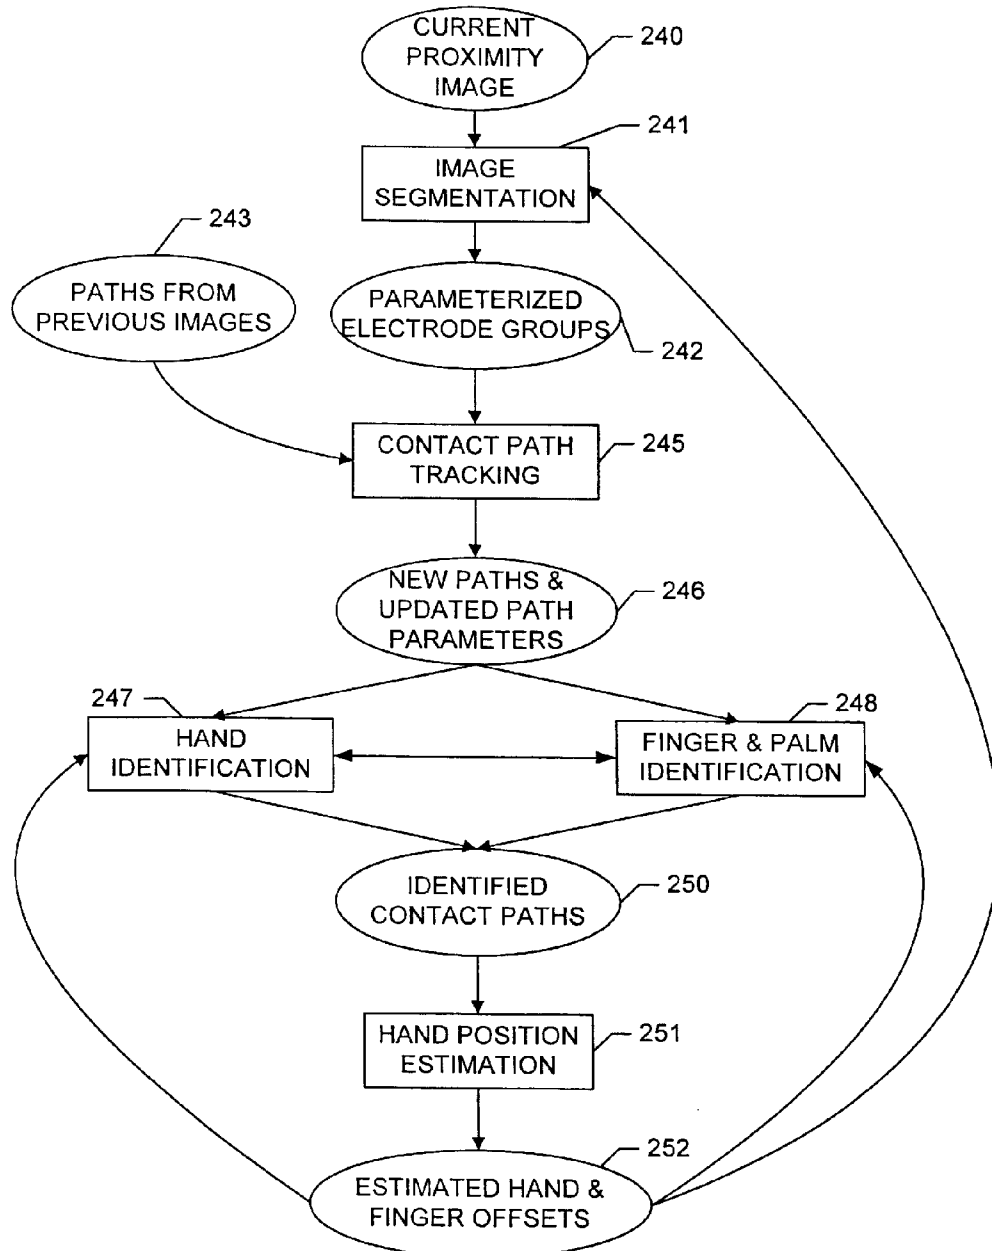 CURRENT
PROXIMITY
IMAGE
240
241
IMAGE
SEGMENTATION
243
PATHS FROM
PREVIOUS IMAGES
PARAMETERIZED
ELECTRODE GROUPS
242
CONTACT PATH
TRACKING
245
NEW PATHS &
UPDATED PATH
PARAMETERS
246
247
HAND
IDENTIFICATION
248
FINGER & PALM
IDENTIFICATION
IDENTIFIED
CONTACT PATHS
250
HAND POSITION
ESTIMATION
251
252
ESTIMATED HAND &
FINGER OFFSETS